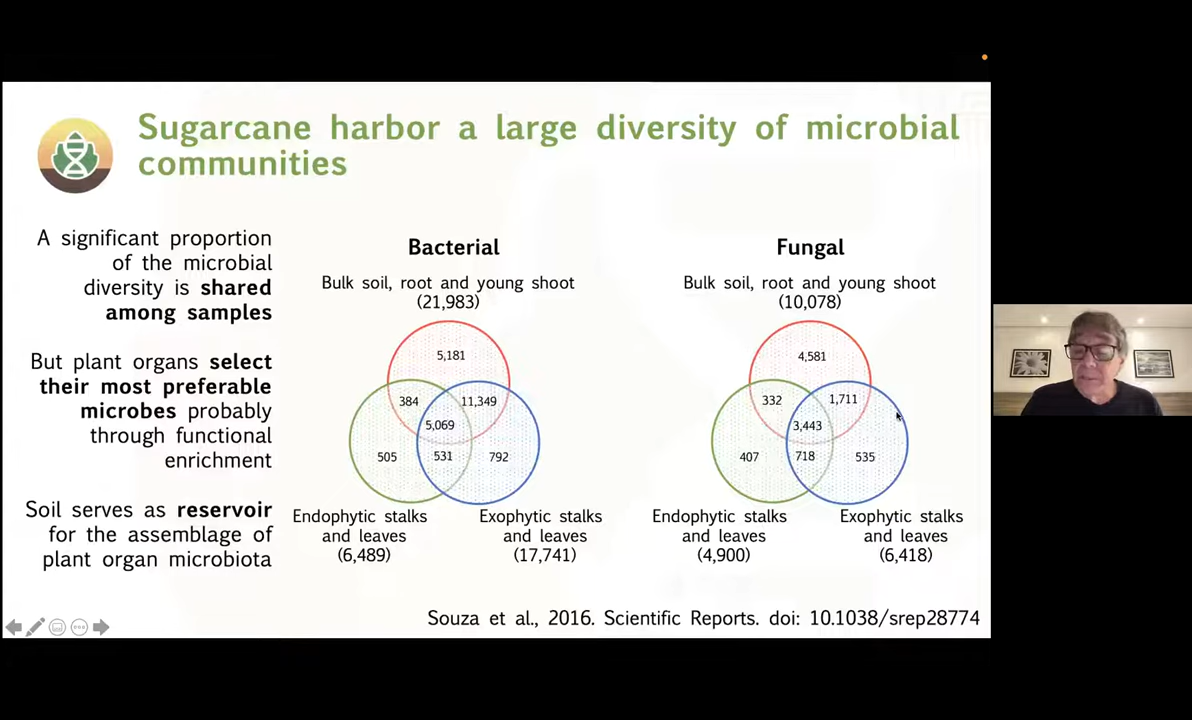 Sugarcane harbor a large diversity of microbial
communities
A significant proportion
of the microbial
diversity is shared
among samples
But plant organs select
their most preferable
microbes probably
through functional
enrichment
Soil serves as reservoir
for the assemblage of
plant organ microbiota
Bacterial
Bulk soil, root and young shoot
(21,983)
5,181
384
11,349
5,069
505
531
792
Endophytic stalks
and leaves
(6,489)
Exophytic stalks
and leaves
(17,741)
Fungal
Bulk soil, root and young shoot
(10,078)
4,581
332
1,711
3,443
407
718
535
Endophytic stalks
and leaves
(4,900)
Exophytic stalks
and leaves
(6,418)
Souza et al., 2016. Scientific Reports. doi: 10.1038/srep28774